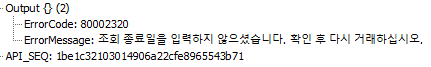 Output {} (2)
ErrorCode: 80002320
ErrorMessage: 조회 종료일을 입력하지 않으셨습니다. 확인 후 다시 거래하십시오.
API_SEQ: 1be1c32103014906a22cfe8965543b71